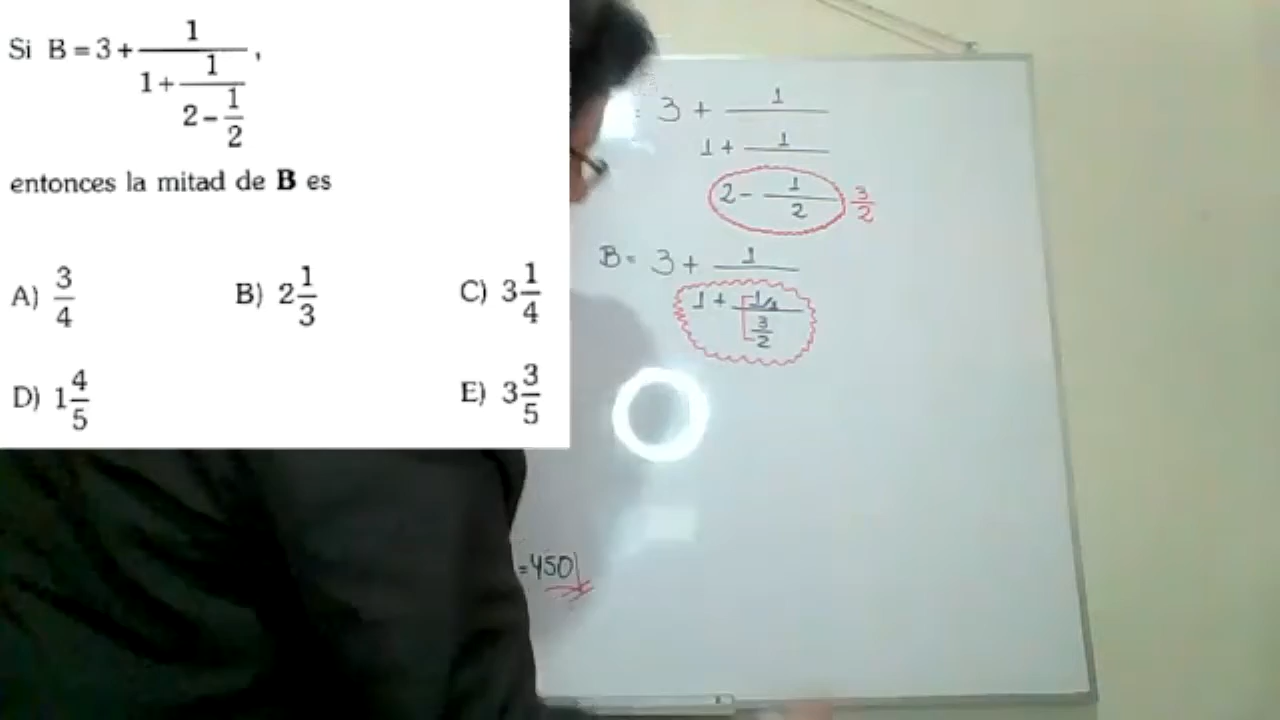 Si B = 3 + 1
1 + 1
2 - 1
2 ,
entonces la mitad de B es
A) 3/4 B) 2 1/3 C) 3 1/4
D) 1 4/5 E) 3 3/5
= 3 + 1
1 + 1
2 - 1
2 3/2
B = 3 + 1
1 + 1/1
3
2
= 450